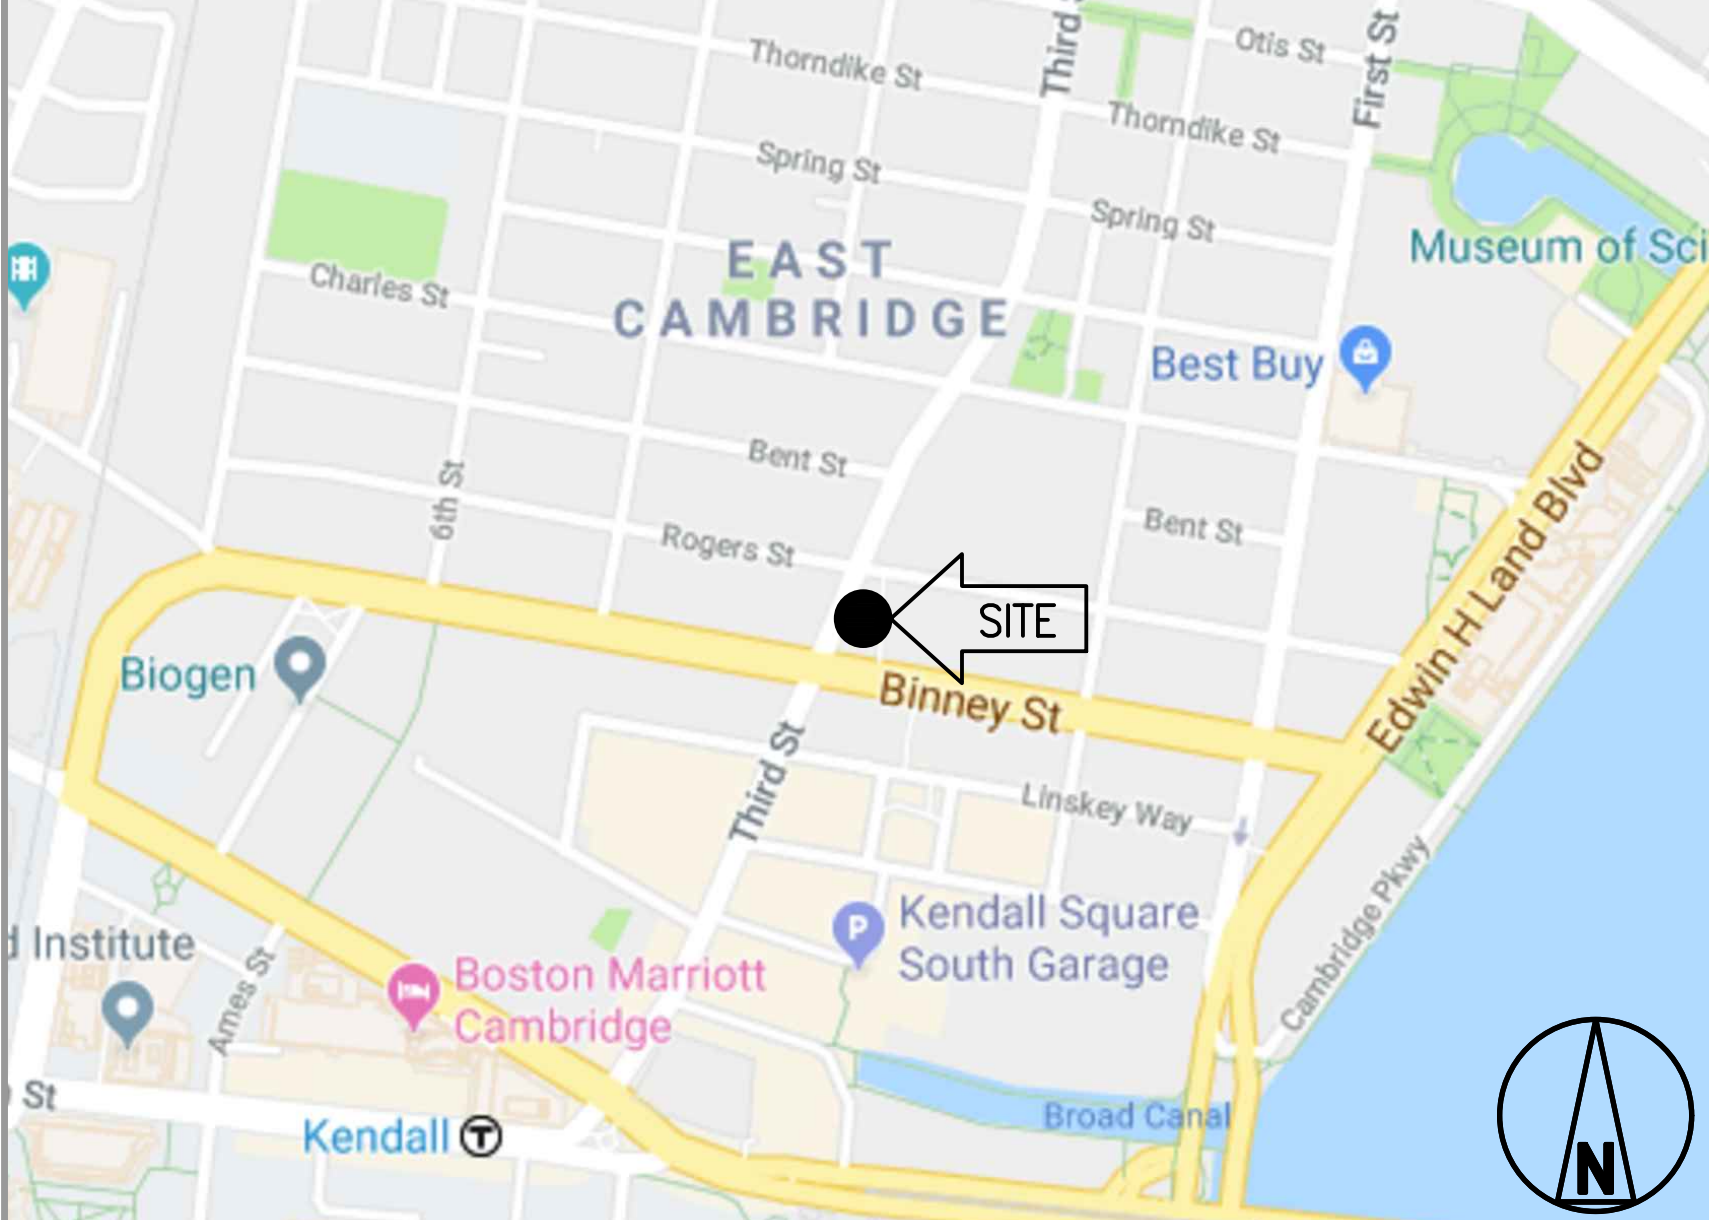 Third
Otis St
First St
Thorndike St
Thorndike St
Spring St
Spring St
EAST
CAMBRIDGE
Museum of Sci
Charles St
Best Buy
Bent St
6th St
Bent St
Rogers St
SITE
Edwin H Land Blvd
Biogen
Binney St
Third St
Linskey Way
Cambridge Pkwy
P
Kendall Square
South Garage
d Institute
Ames St
Boston Marriott
Cambridge
St
Kendall T
Broad Canal
N